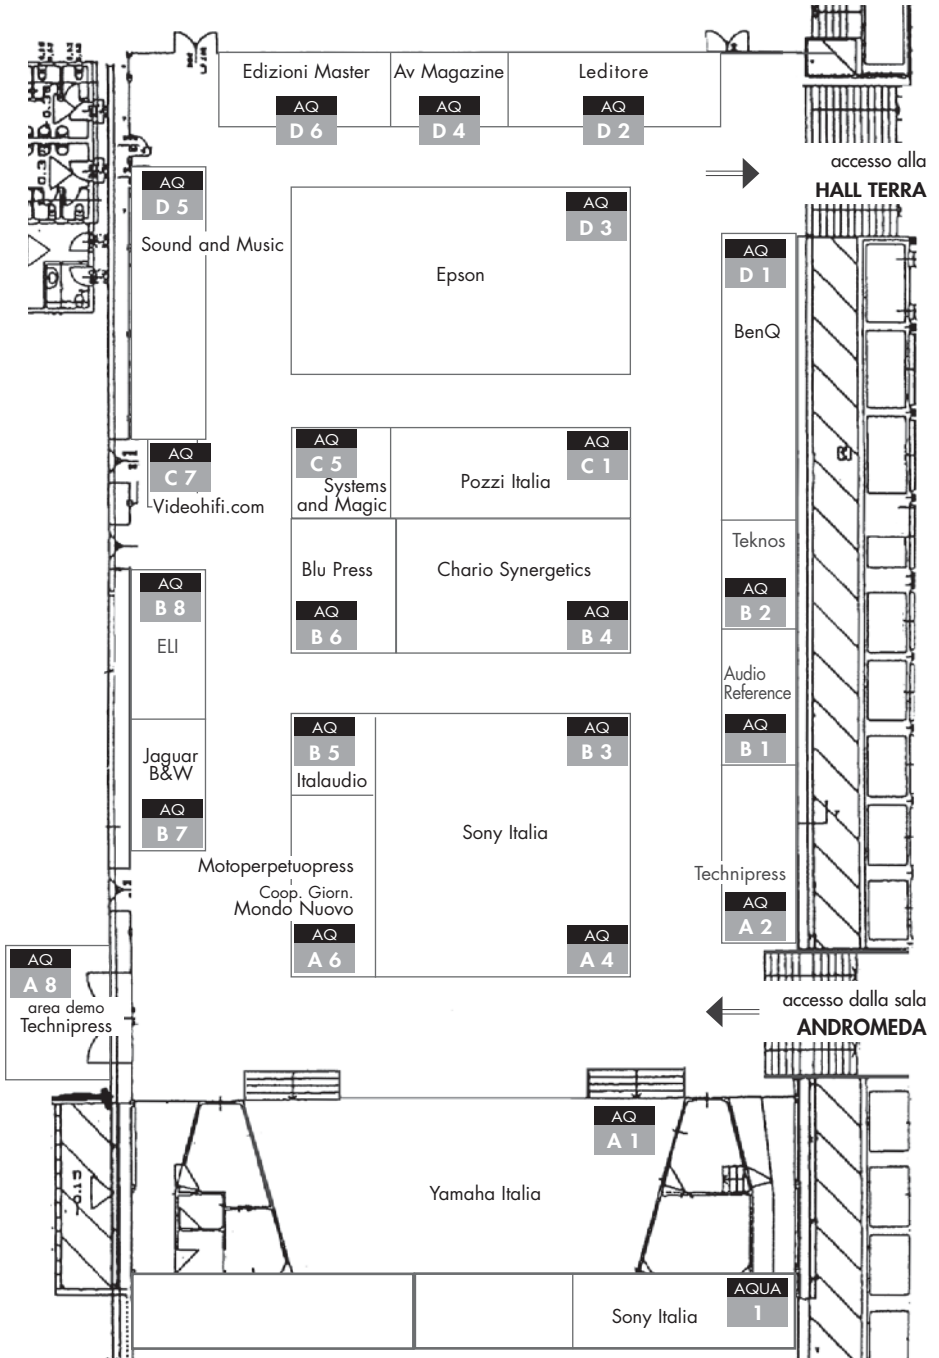 Edizioni Master
Av Magazine
Leditore
AQ
D 6
AQ
D 4
AQ
D 2
accesso alla
HALL TERRA
AQ
D 5
Sound and Music
AQ
D 3
Epson
AQ
D 1
BenQ
AQ
C 7
Videohifi.com
AQ
C 5
Systems
and Magic
AQ
C 1
Pozzi Italia
Teknos
AQ
B 2
Blu Press
AQ
B 6
Chario Synergetics
AQ
B 4
AQ
B 8
ELI
Audio
Reference
AQ
B 1
Jaguar
B&W
AQ
B 7
AQ
B 5
Italaudio
AQ
B 3
Sony Italia
Motoperpetuopress
Coop. Giorn.
Mondo Nuovo
AQ
A 6
AQ
A 4
Technipress
AQ
A 2
AQ
A 8
area demo
Technipress
accesso dalla sala
ANDROMEDA
AQ
A 1
Yamaha Italia
AQUA
1
Sony Italia